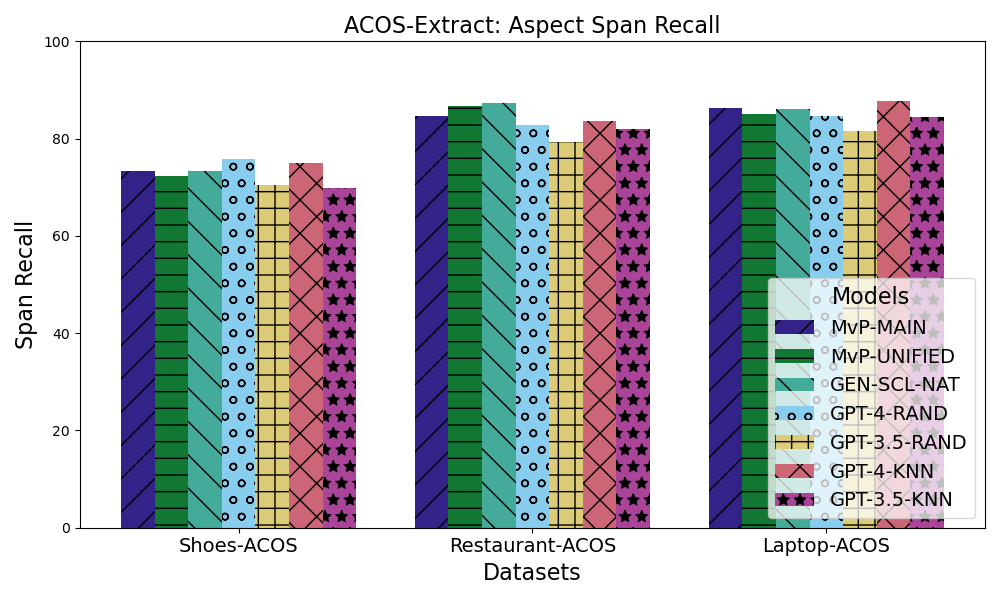 ACOS-Extract: Aspect Span Recall
100
80
60
40
20
0
Span Recall
Shoes-ACOS
Restaurant-ACOS
Laptop-ACOS
Datasets
Models
MvP-MAIN
MvP-UNIFIED
GEN-SCL-NAT
GPT-4-RAND
GPT-3.5-RAND
GPT-4-KNN
GPT-3.5-KNN